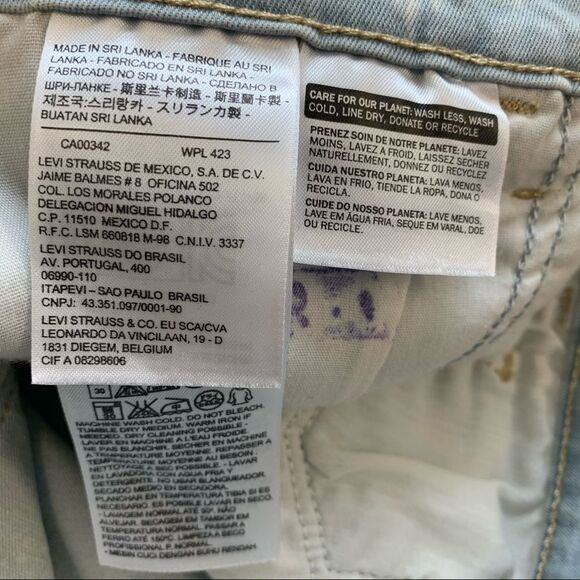 MADE IN SRI LANKA - FABRIQUE AU SRI
LANKA - FABRICADO EN SRI LANKA -
FABRICADO NO SRI LANKA - СДЕЛАНО В
ШРИ-ЛАНКЕ - 斯里兰卡制造 - 斯里蘭卡製 -
제조국:스리랑카 - スリランカ製 -
BUATAN SRI LANKA
CA00342 WPL 423
LEVI STRAUSS DE MEXICO, S.A. DE C.V.
JAIME BALMES # 8 OFICINA 502
COL. LOS MORALES POLANCO
DELEGACION MIGUEL HIDALGO
C.P. 11510 MEXICO D.F.
R.F.C. LSM 660818 M-98 C.N.I.V. 3337
LEVI STRAUSS DO BRASIL
AV. PORTUGAL, 400
06990-110
ITAPEVI – SAO PAULO BRASIL
CNPJ: 43.351.097/0001-90
LEVI STRAUSS & CO. EU SCA/CVA
LEONARDO DA VINCILAAN, 19 - D
1831 DIEGEM, BELGIUM
CIF A 08298606
CARE FOR OUR PLANET: WASH LESS, WASH
COLD, LINE DRY, DONATE OR RECYCLE
PRENEZ SOIN DE NOTRE PLANETE: LAVEZ
MOINS, LAVEZ A FROID, LAISSEZ SECHER
NATURELLEMENT, DONNEZ OU RECYCLEZ
CUIDA NUESTRO PLANETA: LAVA MENOS,
LAVA EN FRIO, TIENDE LA ROPA, DONA O
RECICLA
CUIDE DO NOSSO PLANETA: LAVE MENOS,
LAVE EM ÁGUA FRIA, SEQUE EM VARAL, DOE
OU RECICLE.
30
MACHINE WASH COLD. DO NOT BLEACH.
TUMBLE DRY MEDIUM. WARM IRON IF
NEEDED. DRY CLEANING POSSIBLE -
LAVER EN MACHINE A L'EAU FROIDE.
NE PAS BLANCHIR. SECHER EN MACHINE
A TEMPERATURE MOYENNE. REPASSER A
TEMPERATURE MOYENNE SI NECESSAIRE.
NETTOYAGE A SEC POSSIBLE - LAVAR
EN LAVADORA CON AGUA FRIA Y
DETERGENTE. NO USAR BLANQUEADOR.
SECADO MEDIO EN SECADORA.
PLANCHAR EN TEMPERATURA TIBIA SI ES
NECESARIO. ES POSIBLE LAVAR EN SECO.
- LAVAGEM NORMAL ATÉ 30º. NÃO
ALVEJAR. SECAGEM EM TAMBOR EM
TEMPERATURA NORMAL. PASSAR A
FERRO ATÉ 150ºC. LIMPEZA A SECO
PROFISSIONAL F. NORMAL
- MESIN CUCI DENGAN SUHU RENDAH